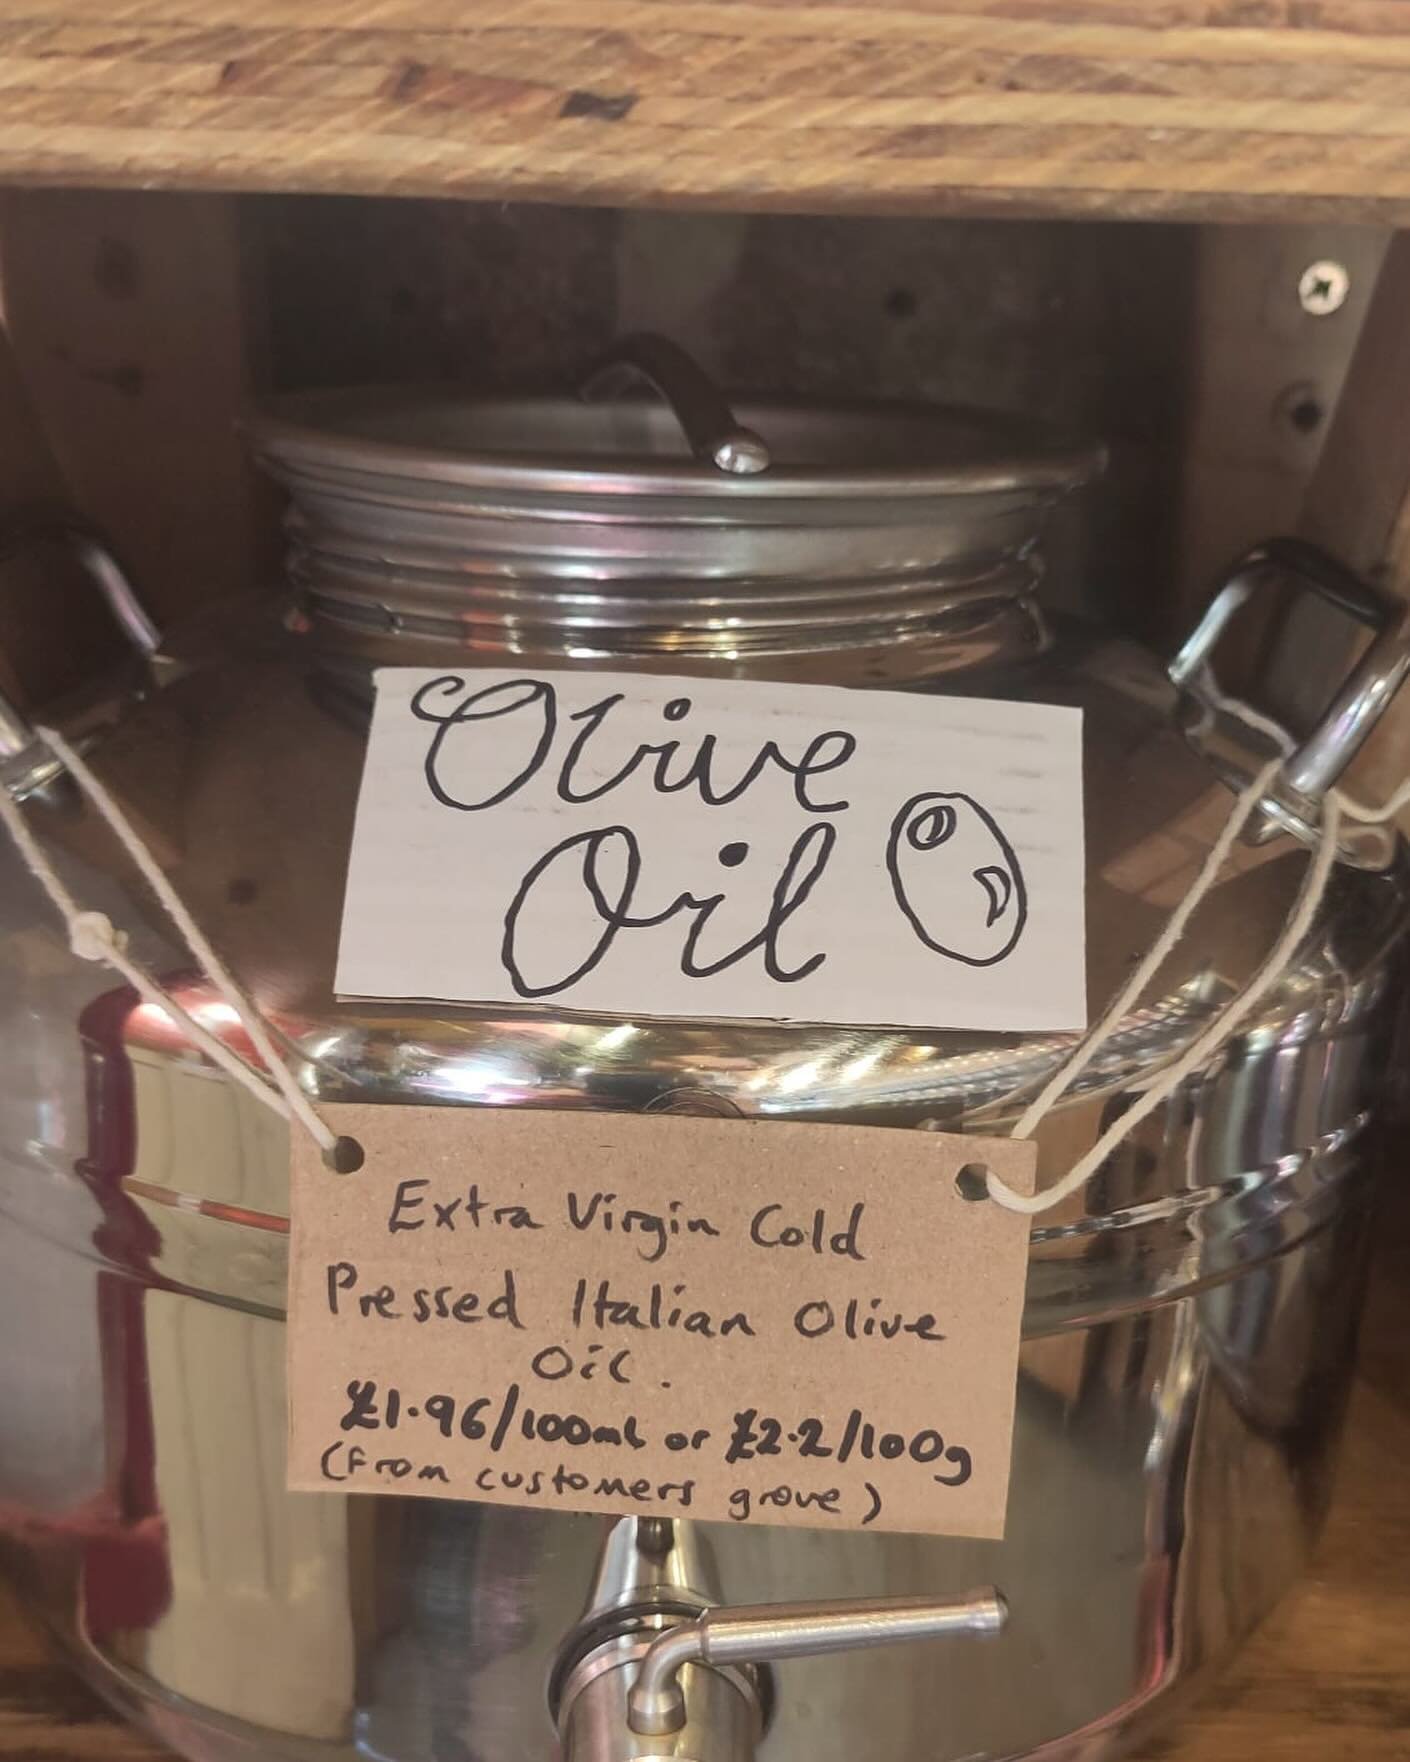 Olive
Oil
Extra Virgin Cold
Pressed Italian Olive
Oil.
£1.96/100ml or £2.2/100g
(From customers grove)